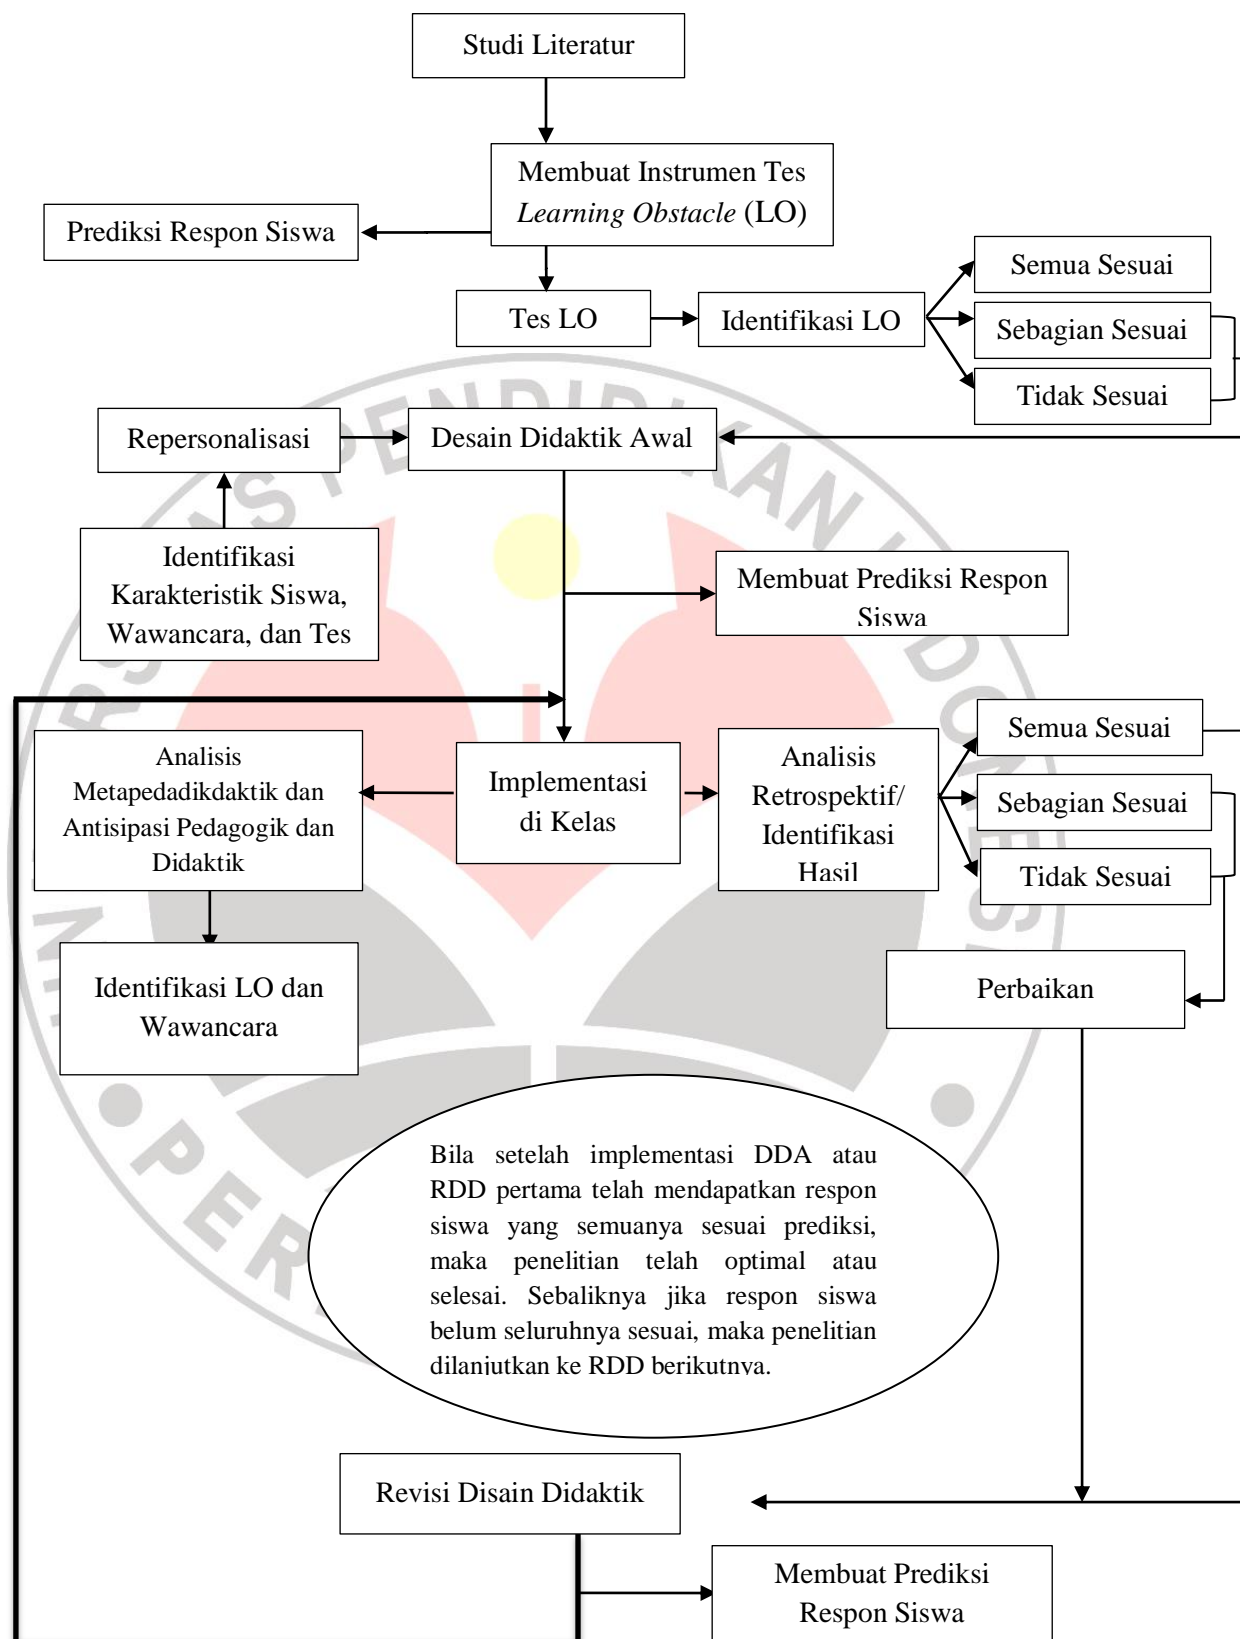 Studi Literatur
Membuat Instrumen Tes
Learning Obstacle (LO)
Prediksi Respon Siswa
Tes LO
Identifikasi LO
Semua Sesuai
Sebagian Sesuai
Tidak Sesuai
Repersonalisasi
Desain Didaktik Awal
Identifikasi
Karakteristik Siswa,
Wawancara, dan Tes
Membuat Prediksi Respon
Siswa
Analisis
Metapedadikdaktik dan
Antisipasi Pedagogik dan
Didaktik
Implementasi
di Kelas
Analisis
Retrospektif/
Identifikasi
Hasil
Semua Sesuai
Sebagian Sesuai
Tidak Sesuai
Identifikasi LO dan
Wawancara
Perbaikan
Bila setelah implementasi DDA atau
RDD pertama telah mendapatkan respon
siswa yang semuanya sesuai prediksi,
maka penelitian telah optimal atau
selesai. Sebaliknya jika respon siswa
belum seluruhnya sesuai, maka penelitian
dilanjutkan ke RDD berikutnya.
Revisi Disain Didaktik
Membuat Prediksi
Respon Siswa
PENDIDIKAN